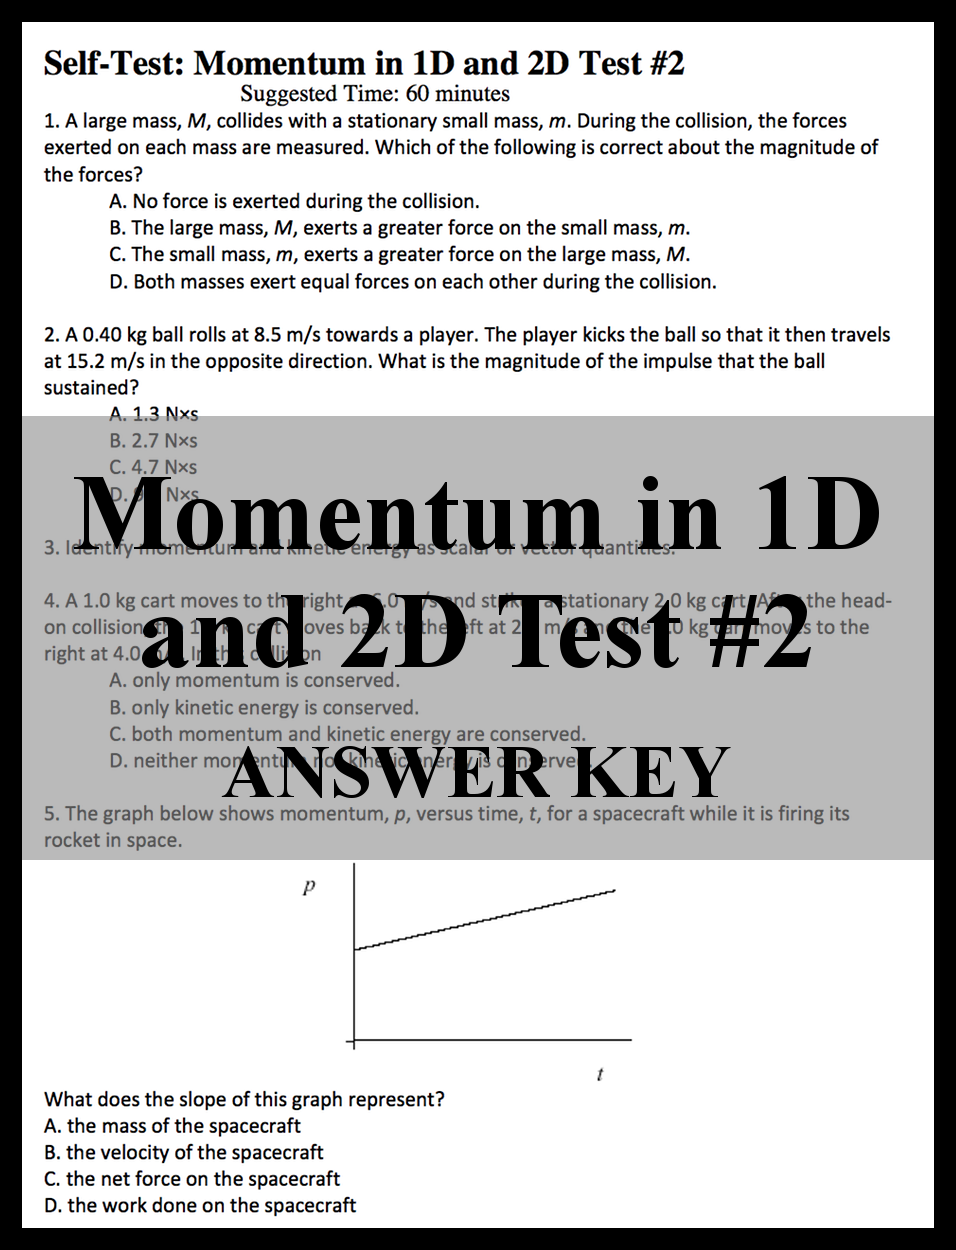 Self-Test: Momentum in 1D and 2D Test #2
Suggested Time: 60 minutes
1. A large mass, M, collides with a stationary small mass, m. During the collision, the forces
exerted on each mass are measured. Which of the following is correct about the magnitude of
the forces?
A. No force is exerted during the collision.
B. The large mass, M, exerts a greater force on the small mass, m.
C. The small mass, m, exerts a greater force on the large mass, M.
D. Both masses exert equal forces on each other during the collision.
2. A 0.40 kg ball rolls at 8.5 m/s towards a player. The player kicks the ball so that it then travels
at 15.2 m/s in the opposite direction. What is the magnitude of the impulse that the ball
sustained?
A. 1.3 N×s
B. 2.7 N×s
C. 4.7 N×s
D. N×s
Momentum in 1D
3. Identify momentum and kinetic energy as scalar or vector quantities.
4. A 1.0 kg cart moves to the right at 6.0 m/s and strikes a stationary 2.0 kg cart. After the head-
on collision, the 1.0 kg cart moves back to the left at 2 m/s and the 2.0 kg cart moves to the
and 2D Test #2
right at 4.0 m/s. In this collision
A. only momentum is conserved.
B. only kinetic energy is conserved.
C. both momentum and kinetic energy are conserved.
D. neither momentum nor kinetic energy is conserved.
ANSWER KEY
5. The graph below shows momentum, p, versus time, t, for a spacecraft while it is firing its
rocket in space.
p
t
What does the slope of this graph represent?
A. the mass of the spacecraft
B. the velocity of the spacecraft
C. the net force on the spacecraft
D. the work done on the spacecraft